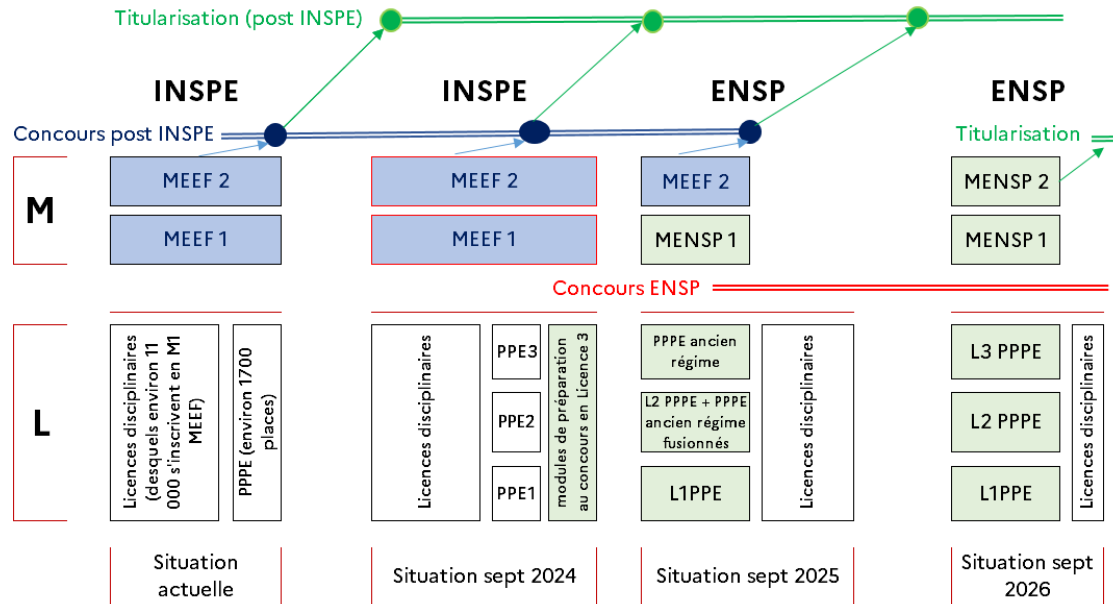 Titularisation (post INSPE)
INSPE
INSPE
ENSP
ENSP
Concours post INSPE
Titularisation
M
MEEF 2
MEEF 2
MEEF 2
MENSP 2
MEEF 1
MEEF 1
MENSP 1
MENSP 1
Concours ENSP
L
Licences disciplinaires
(desquels environ 11
000 s'inscrivent en M1
MEEF)
PPPE (environ 1700
places)
Licences disciplinaires
PPE3
PPE2
PPE1
modules de préparation
au concours en Licence 3
PPPE ancien
régime
L2 PPPE + PPPE
ancien régime
fusionnés
L1PPE
Licences disciplinaires
L3 PPPE
L2 PPPE
L1PPE
Licences disciplinaires
Situation
actuelle
Situation sept 2024
Situation sept 2025
Situation sept
2026